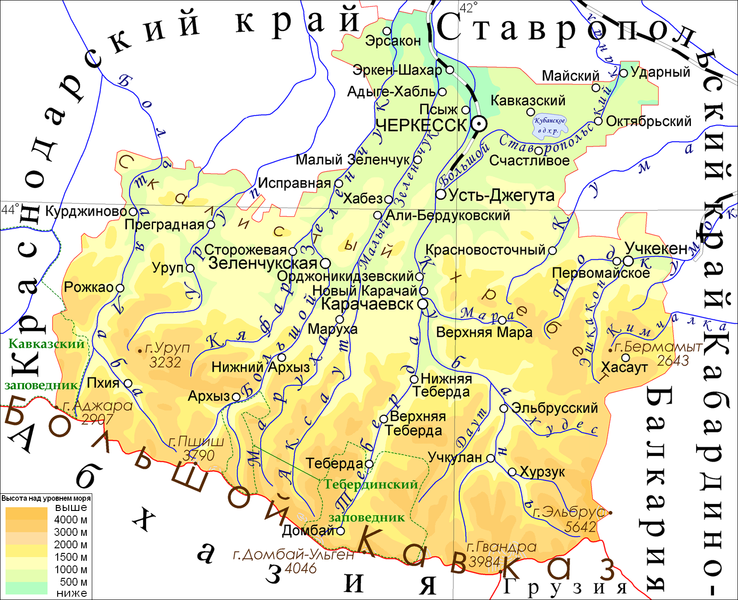 Краснодарский край
Ставропольский край
Кабардино-
Балкария
Абхазия
Грузия
Большой Кавказ
Скалистый хребет
42°
44°
Эрсакон
Эркен-Шахар
Адыге-Хабль
Псыж
ЧЕРКЕССК
Майский
Ударный
Кавказский
Кубанское
вдхр.
Октябрьский
Счастливое
Большой Ставропольский
канал
Малый Зеленчук
Исправная
Хабез
Усть-Джегута
Али-Бердуковский
Курджиново
Преградная
Сторожевая
Зеленчукская
Красновосточный
Учкекен
Первомайское
Уруп
Орджоникидзевский
Новый Карачай
Карачаевск
Рожкао
Маруха
Верхняя Мара
г.Уруп
3232
г.Бермамыт
2643
Хасаут
Кавказский
заповедник
Нижний Архыз
Пхия
Архыз
Нижняя
Теберда
Эльбрусский
Верхняя
Теберда
г.Аджара
2907
г.Пшиш
3790
Теберда
Учкулан
Хурзук
Тебердинский
заповедник
г.Эльбрус
5642
Домбай
г.Домбай-Ульген
4046
г.Гвандра
3984
Бол. Лаба
Уруп
Кяфар
Большой Зеленчук
Малый Зеленчук
Маруха
Аксаут
Теберда
Кубань
Мара
Даут
Худес
Кума
Подкумок
Эшкакон
Кичмалка
Высота над уровнем моря
выше
4000 м
3000 м
2000 м
1500 м
1000 м
500 м
ниже